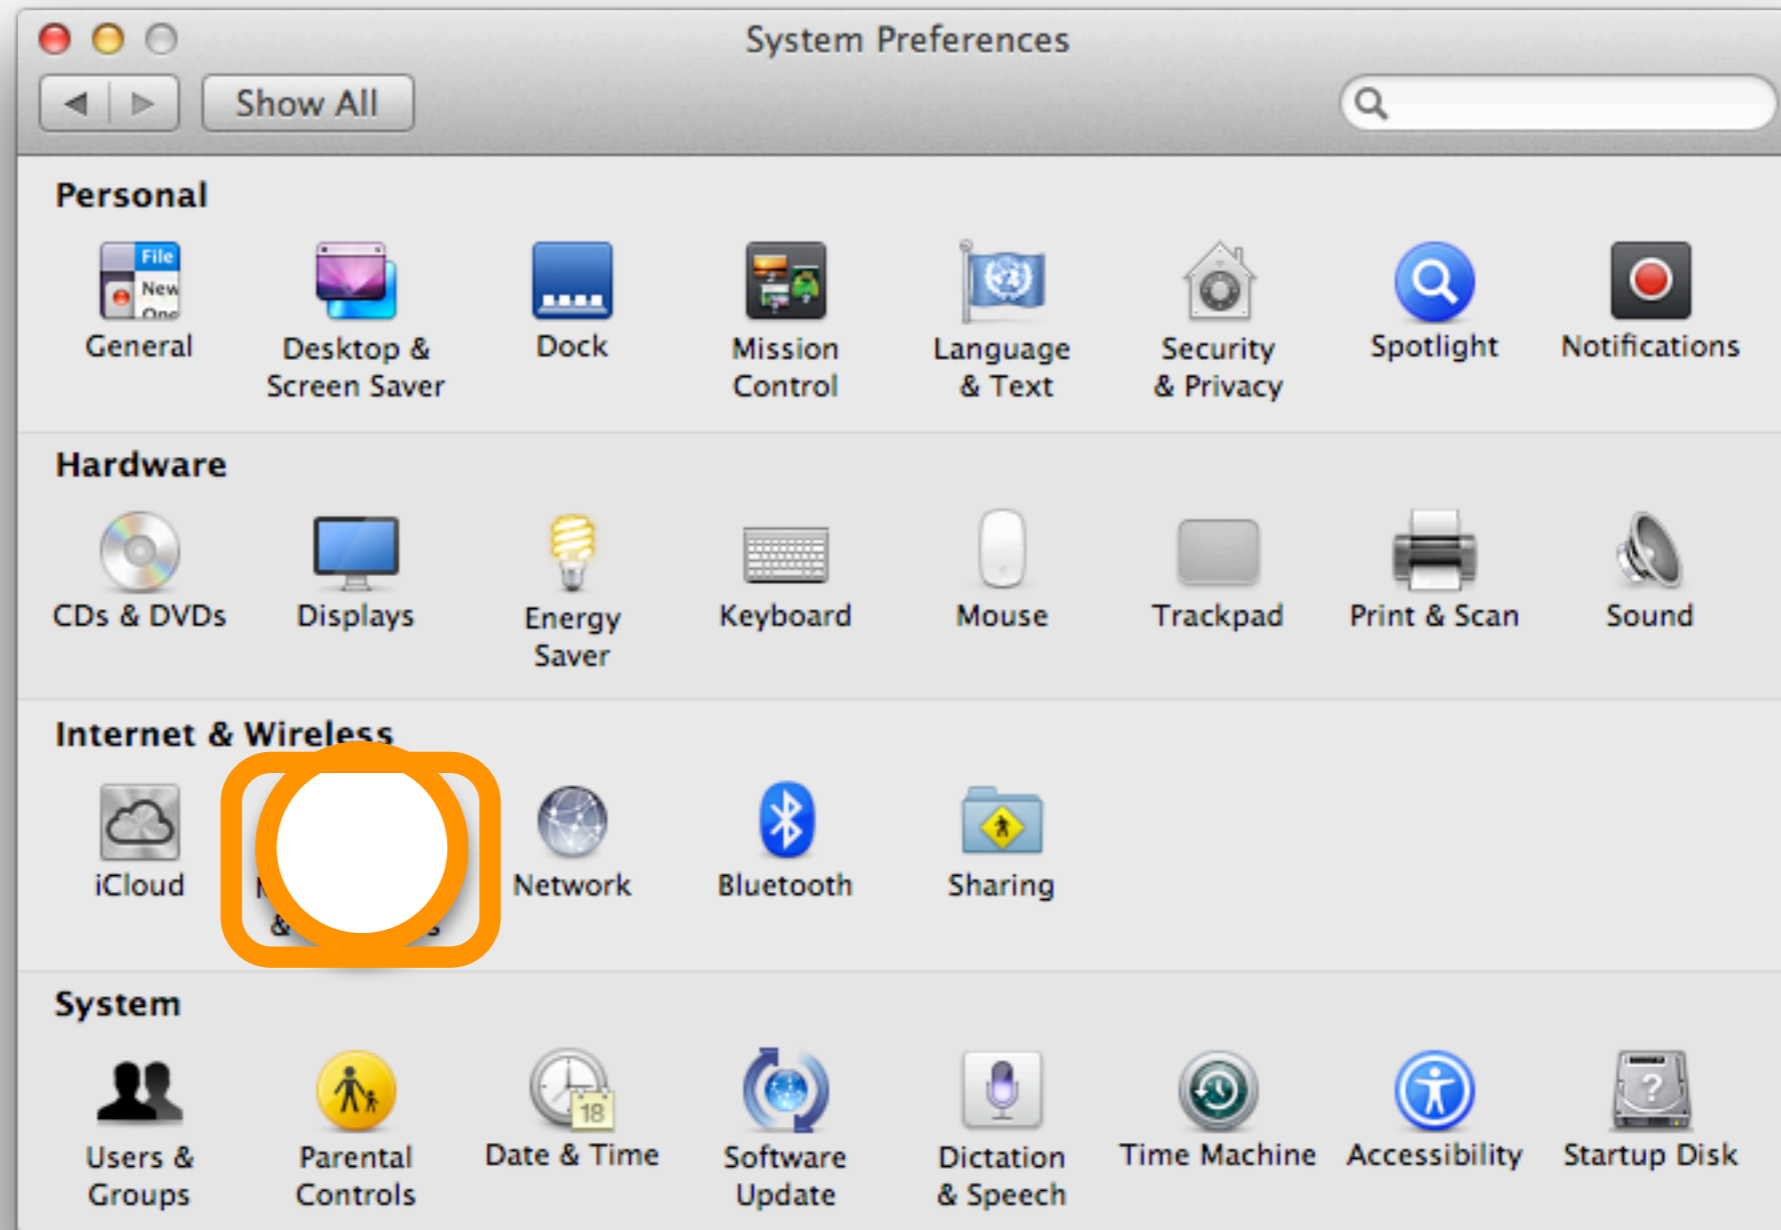 System Preferences
Show All
Personal
File
New
One
General
Desktop &
Screen Saver
Dock
Mission
Control
Language
& Text
Security
& Privacy
Spotlight
Notifications
Hardware
CDs & DVDs
Displays
Energy
Saver
Keyboard
Mouse
Trackpad
Print & Scan
Sound
Internet & Wireless
iCloud
&
Network
Bluetooth
Sharing
System
18
?
Users &
Groups
Parental
Controls
Date & Time
Software
Update
Dictation
& Speech
Time Machine
Accessibility
Startup Disk